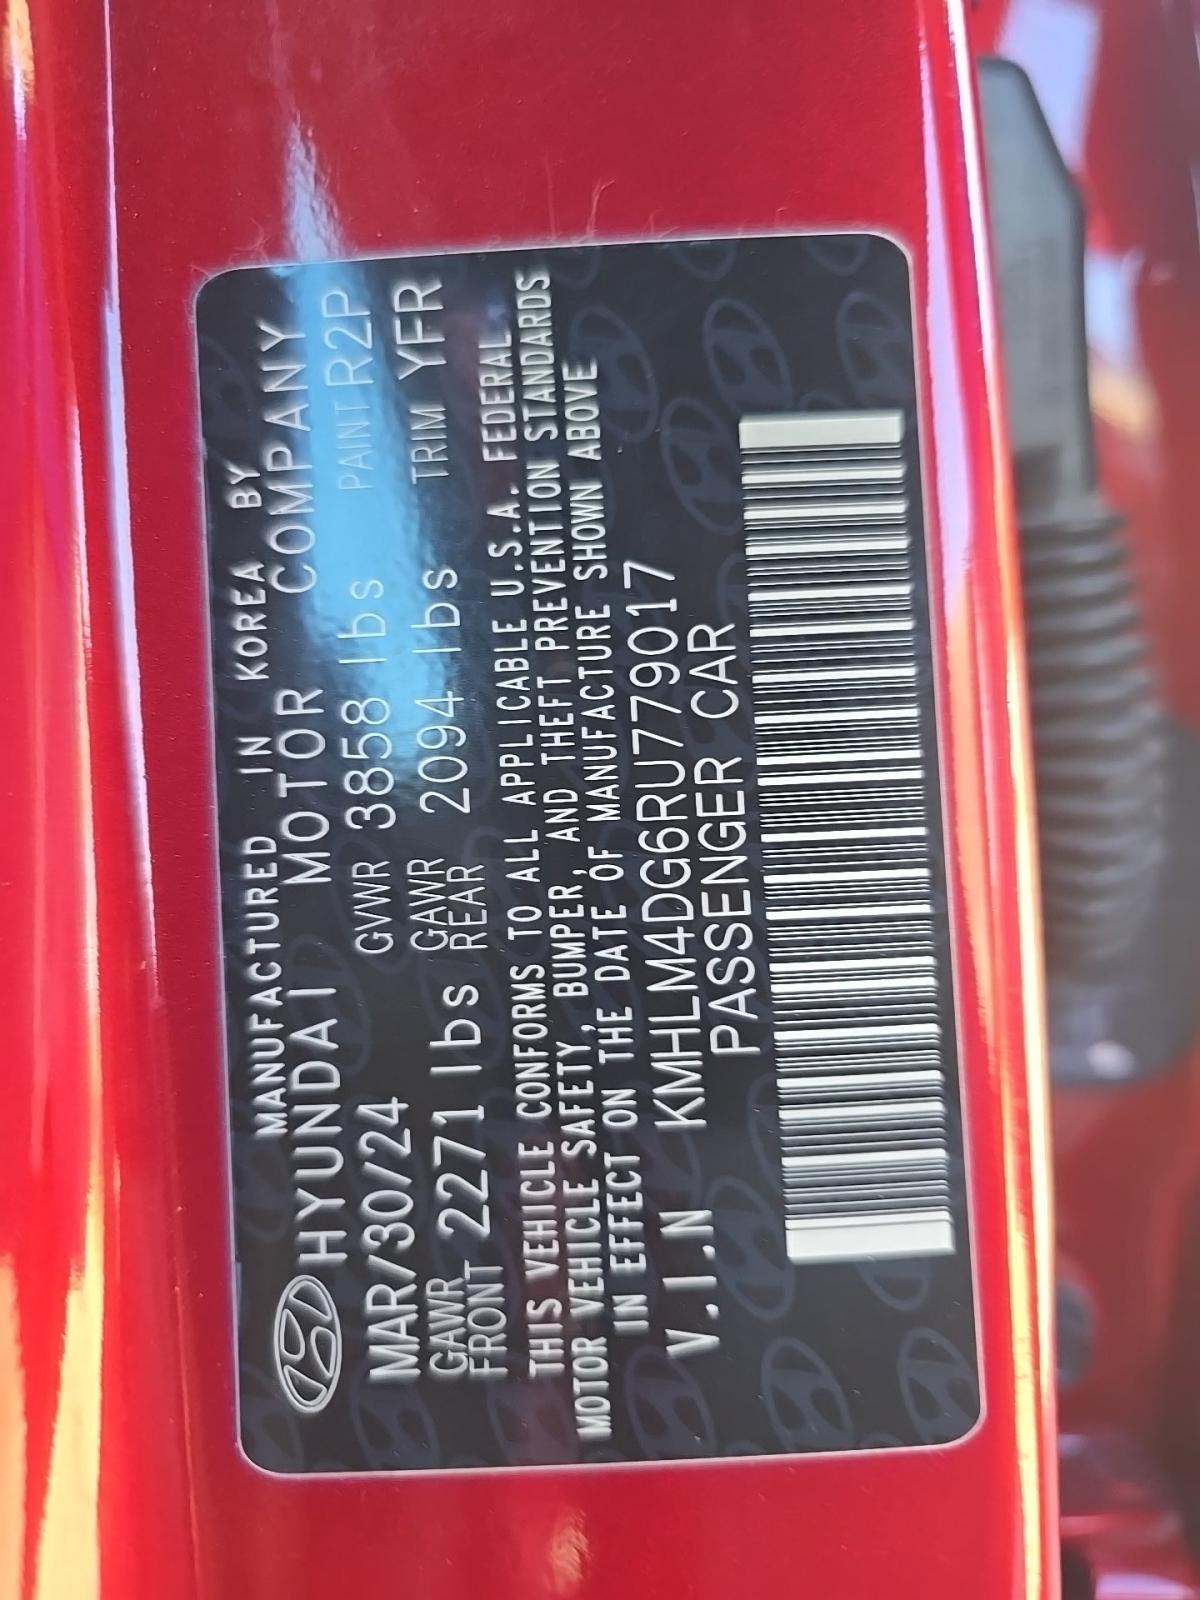 MANUFACTURED IN KOREA BY
HYUNDAI MOTOR COMPANY
MAR/30/24 GVWR 3858 lbs PAINT R2P
GAWR FRONT 2271 lbs GAWR REAR 2094 lbs TRIM YFR
THIS VEHICLE CONFORMS TO ALL APPLICABLE U.S.A. FEDERAL
MOTOR VEHICLE SAFETY, BUMPER, AND THEFT PREVENTION STANDARDS
IN EFFECT ON THE DATE OF MANUFACTURE SHOWN ABOVE
V.I.N KMHLM4DG6RU779017
PASSENGER CAR